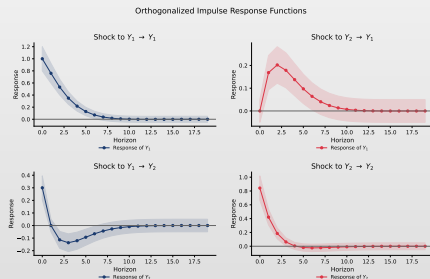 Orthogonalized Impulse Response Functions
Shock to Y₁ → Y₁
Shock to Y₂ → Y₁
Response
1.2
1.0
0.8
0.6
0.4
0.2
0.0
0.0 2.5 5.0 7.5 10.0 12.5 15.0 17.5
Horizon
Response of Y₁
Response
0.2
0.1
0.0
0.0 2.5 5.0 7.5 10.0 12.5 15.0 17.5
Horizon
Response of Y₁
Shock to Y₁ → Y₂
Shock to Y₂ → Y₂
Response
0.4
0.3
0.2
0.1
0.0
−0.1
−0.2
0.0 2.5 5.0 7.5 10.0 12.5 15.0 17.5
Horizon
Response of Y₁
Response
1.0
0.8
0.6
0.4
0.2
0.0
0.0 2.5 5.0 7.5 10.0 12.5 15.0 17.5
Horizon
Response of Y₁